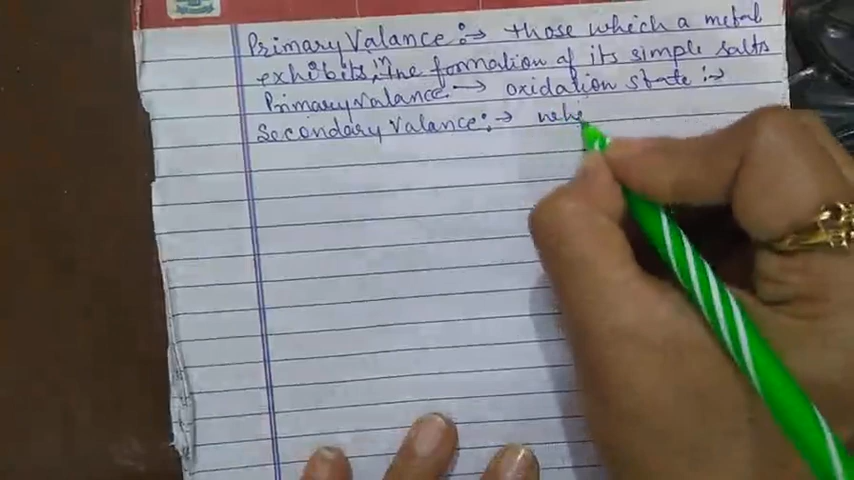 Primary Valance :→ those which a metal
exhibits in the formation of its simple salts
Primary valance. → oxidation state :→
Secondary Valance :→ whe